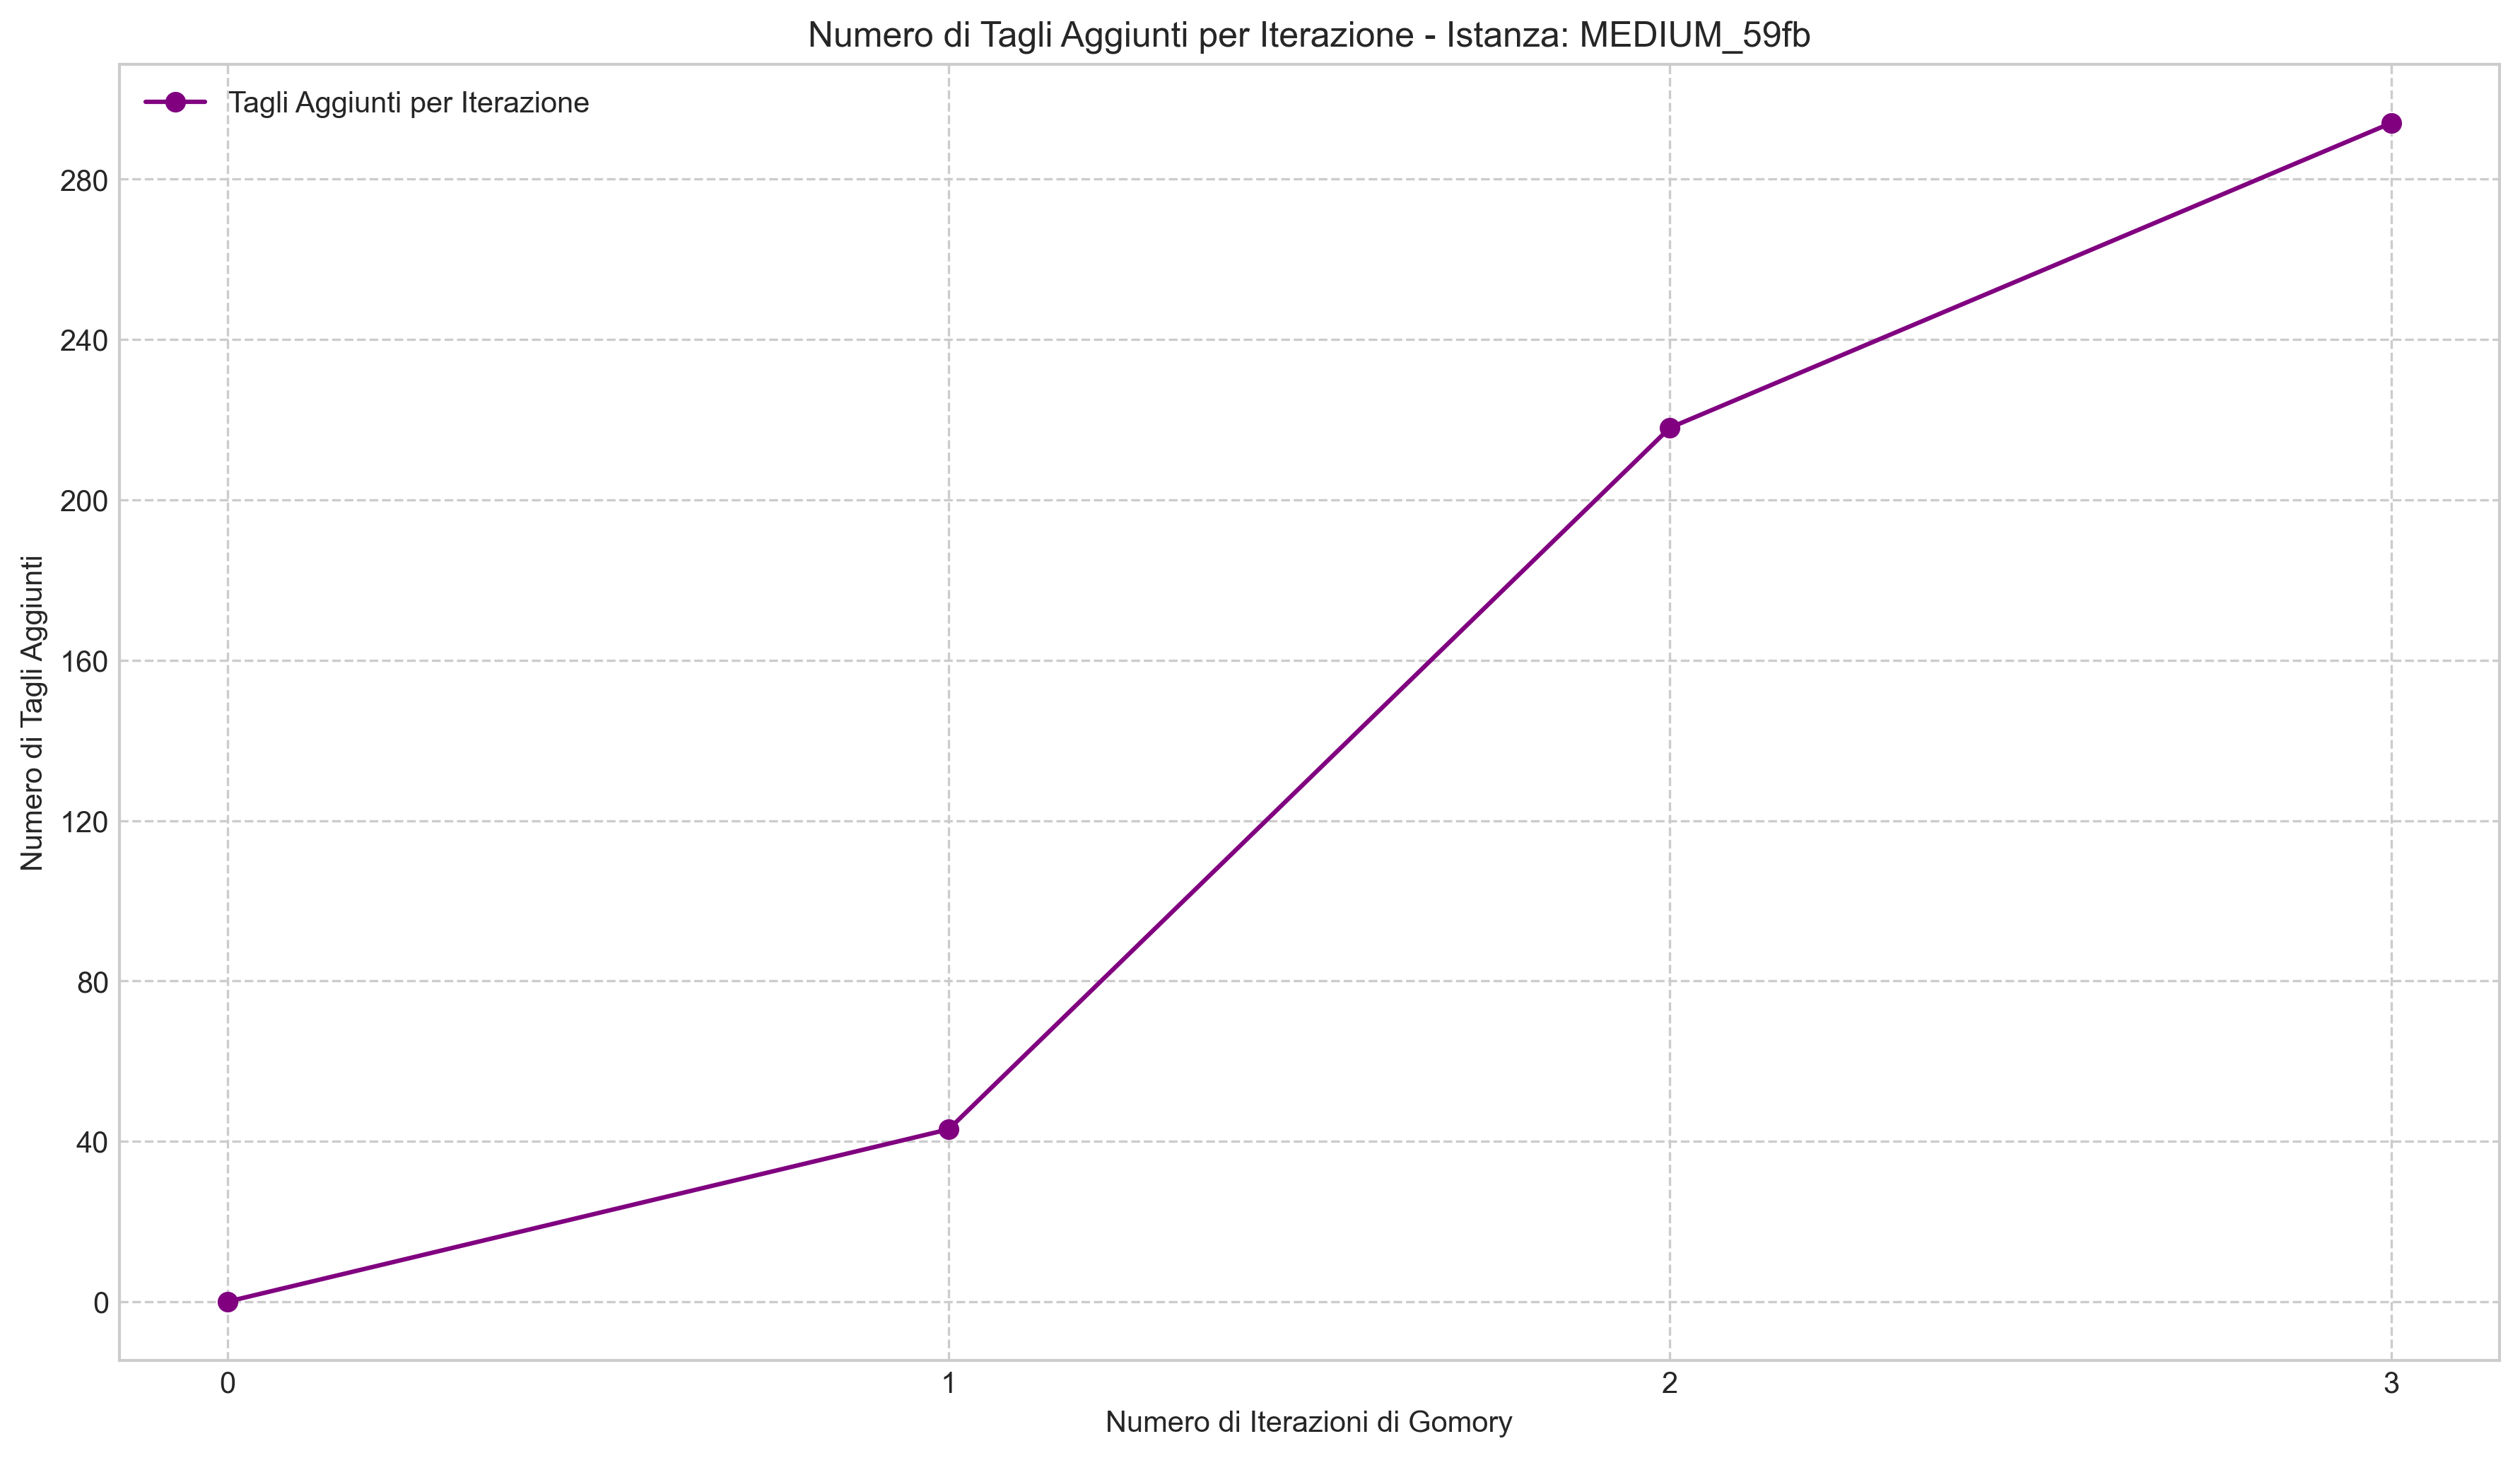 Numero di Tagli Aggiunti per Iterazione - Istanza: MEDIUM_59fb
Tagli Aggiunti per Iterazione
280
240
200
160
120
80
40
0
Numero di Tagli Aggiunti
0 1 2 3
Numero di Iterazioni di Gomory